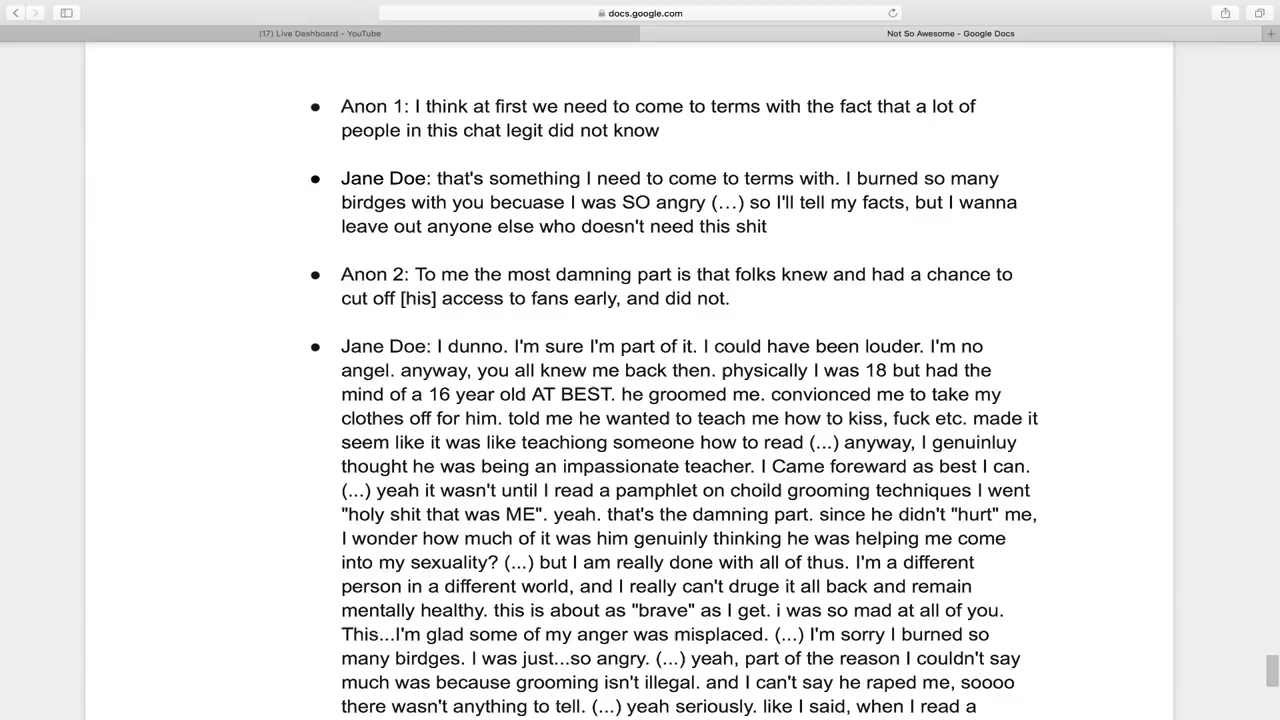 docs.google.com
(17) Live Dashboard - YouTube
Not So Awesome - Google Docs
● Anon 1: I think at first we need to come to terms with the fact that a lot of
people in this chat legit did not know
● Jane Doe: that's something I need to come to terms with. I burned so many
birdges with you becuase I was SO angry (...) so I'll tell my facts, but I wanna
leave out anyone else who doesn't need this shit
● Anon 2: To me the most damning part is that folks knew and had a chance to
cut off [his] access to fans early, and did not.
● Jane Doe: I dunno. I'm sure I'm part of it. I could have been louder. I'm no
angel. anyway, you all knew me back then. physically I was 18 but had the
mind of a 16 year old AT BEST. he groomed me. convionced me to take my
clothes off for him. told me he wanted to teach me how to kiss, fuck etc. made it
seem like it was like teachiong someone how to read (...) anyway, I genuinluy
thought he was being an impassionate teacher. I Came foreward as best I can.
(...) yeah it wasn't until I read a pamphlet on choild grooming techniques I went
"holy shit that was ME". yeah. that's the damning part. since he didn't "hurt" me,
I wonder how much of it was him genuinly thinking he was helping me come
into my sexuality? (...) but I am really done with all of thus. I'm a different
person in a different world, and I really can't druge it all back and remain
mentally healthy. this is about as "brave" as I get. i was so mad at all of you.
This...I'm glad some of my anger was misplaced. (...) I'm sorry I burned so
many birdges. I was just...so angry. (...) yeah, part of the reason I couldn't say
much was because grooming isn't illegal. and I can't say he raped me, soooo
there wasn't anything to tell. (...) yeah seriously. like I said, when I read a